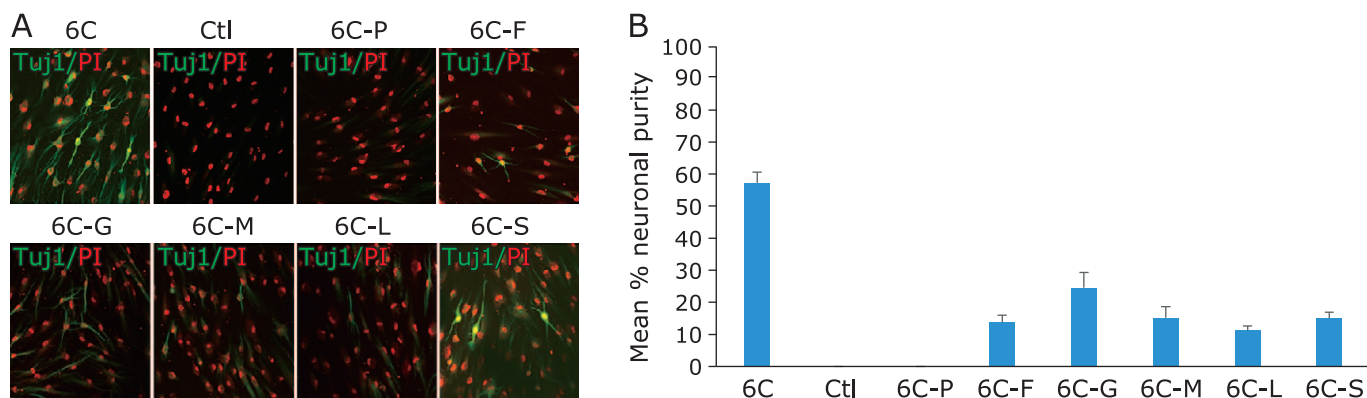 A
6C Ctl 6C-P 6C-F
Tuj1/PI Tuj1/PI Tuj1/PI Tuj1/PI
6C-G 6C-M 6C-L 6C-S
Tuj1/PI Tuj1/PI Tuj1/PI Tuj1/PI
B
Mean % neuronal purity
100
90
80
70
60
50
40
30
20
10
0
6C Ctl 6C-P 6C-F 6C-G 6C-M 6C-L 6C-S